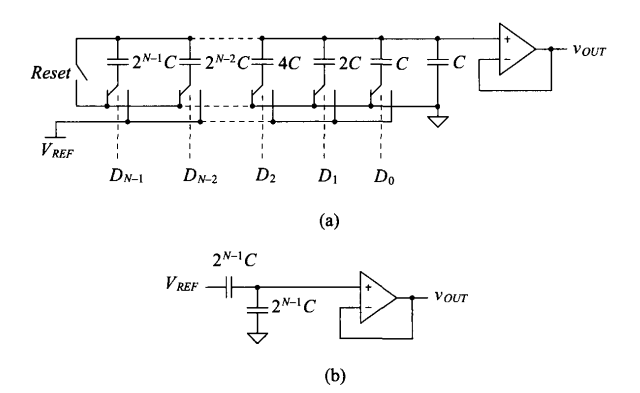 Reset
2^{N-1}C 2^{N-2}C 4C 2C C C
+
−
v_{OUT}
V_{REF}
D_{N-1} D_{N-2} D_2 D_1 D_0
(a)
2^{N-1}C
V_{REF}
+
−
v_{OUT}
2^{N-1}C
(b)